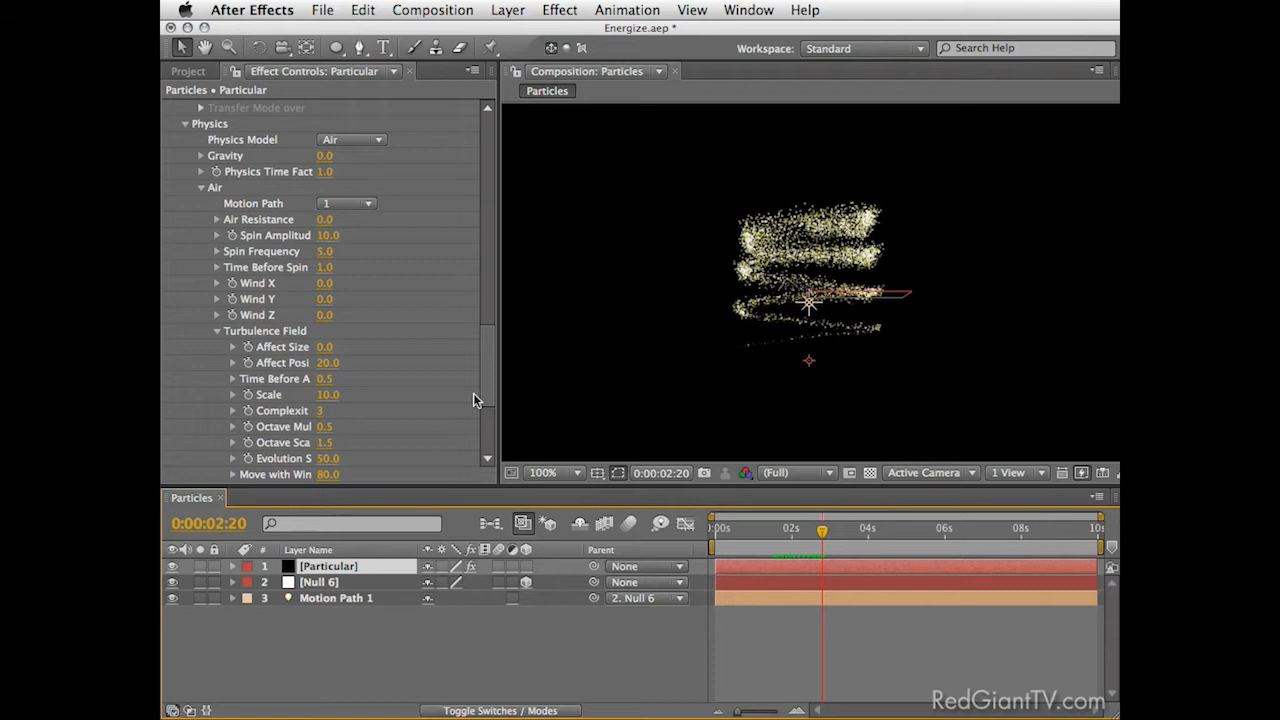 After Effects File Edit Composition Layer Effect Animation View Window Help
Energize.aep *
Workspace: Standard Search Help
Project Effect Controls: Particular Composition: Particles
Particles • Particular
Particles
Transfer Mode over
Physics
Physics Model Air
Gravity 0.0
Physics Time Fact 1.0
Air
Motion Path 1
Air Resistance 0.0
Spin Amplitud 10.0
Spin Frequency 5.0
Time Before Spin 1.0
Wind X 0.0
Wind Y 0.0
Wind Z 0.0
Turbulence Field
Affect Size 0.0
Affect Posi 20.0
Time Before A 0.5
Scale 10.0
Complexit 3
Octave Mul 0.5
Octave Sca 1.5
Evolution S 50.0
Move with Win 80.0
100% 0:00:02:20 (Full) Active Camera 1 View
Particles
0:00:02:20
:00s 02s 04s 06s 08s 10s
# Layer Name Parent
1 [Particular] None
2 [Null 6] None
3 Motion Path 1 2. Null 6
Toggle Switches / Modes
RedGiantTV.com